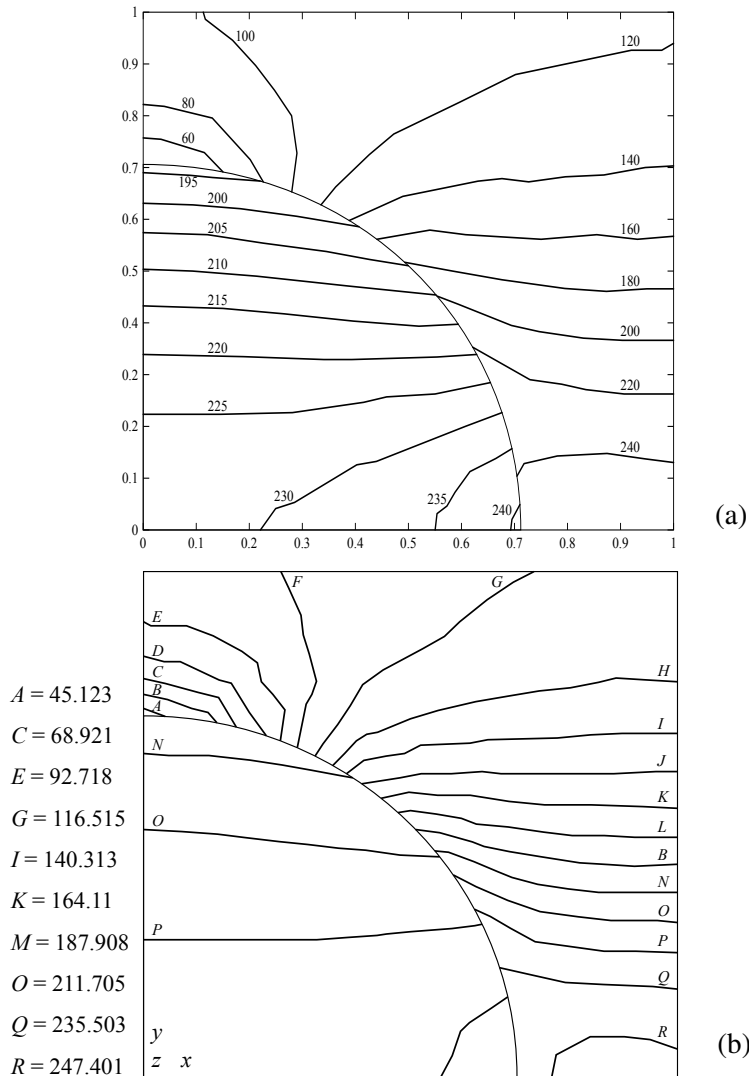 1
100
120
0.9
80
0.8
60
140
0.7
195
200
0.6
205
160
0.5
210
180
215
0.4
200
220
0.2
220
225
0.2
240
0.1
230
235
240
0
0 0.1 0.2 0.3 0.4 0.5 0.6 0.7 0.8 0.9 1
(a)
F G
E
D
C
H
B
A = 45.123
A
I
C = 68.921
N
J
E = 92.718
K
G = 116.515
O
L
B
I = 140.313
N
K = 164.11
O
M = 187.908
P
P
O = 211.705
Q
Q = 235.503
y
R
(b)
R = 247.401
z x